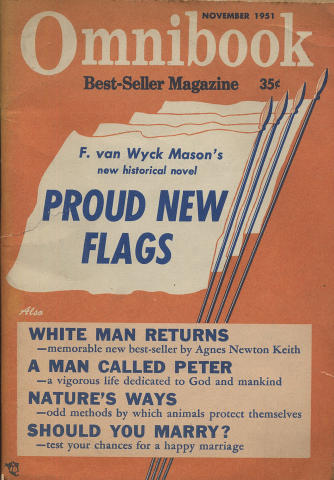 NOVEMBER 1951
Omnibook
Best-Seller Magazine 35¢
F. van Wyck Mason's
new historical novel
PROUD NEW
FLAGS
Also
WHITE MAN RETURNS
—memorable new best-seller by Agnes Newton Keith
A MAN CALLED PETER
—a vigorous life dedicated to God and mankind
NATURE'S WAYS
—odd methods by which animals protect themselves
SHOULD YOU MARRY?
—test your chances for a happy marriage